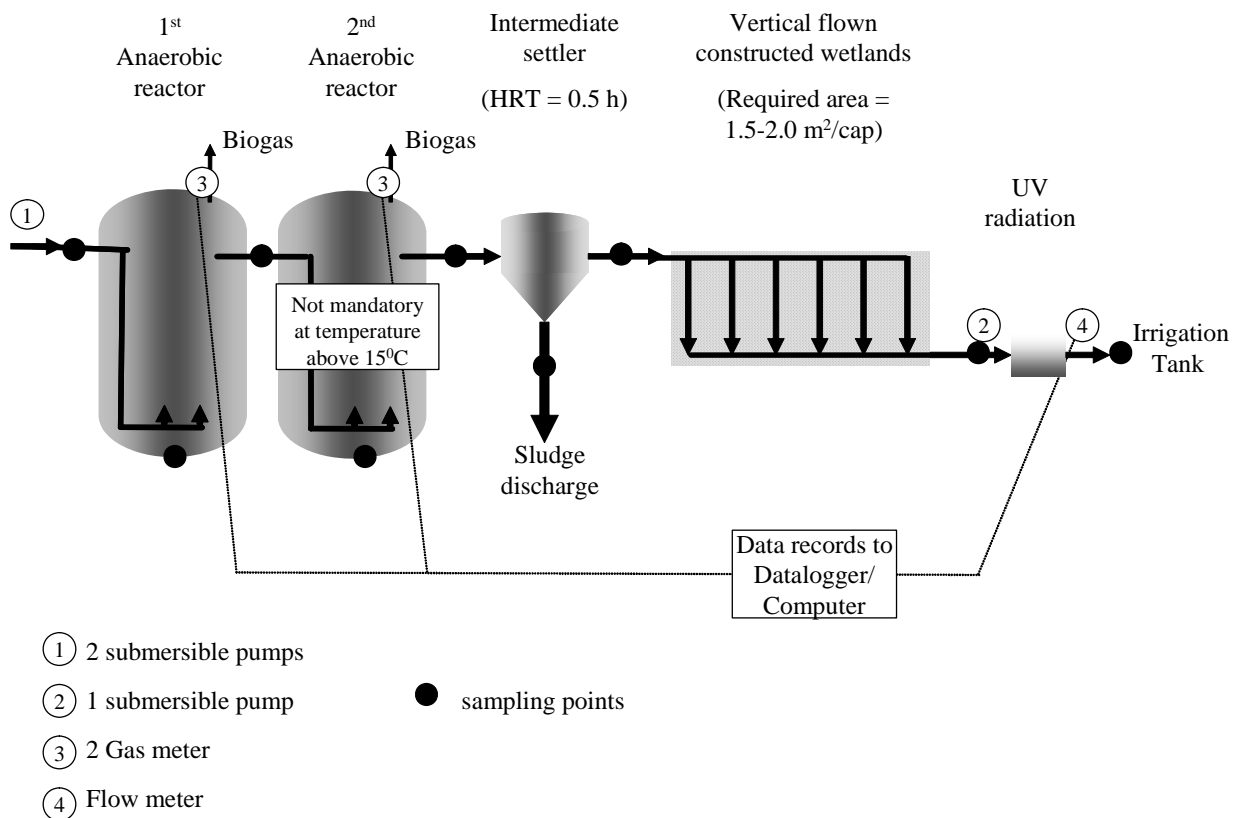 1st
Anaerobic
reactor
2nd
Anaerobic
reactor
Intermediate
settler
(HRT = 0.5 h)
Vertical flown
constructed wetlands
(Required area =
1.5-2.0 m²/cap)
Biogas
Biogas
3
3
UV
radiation
1
Not mandatory
at temperature
above 15⁰C
2
4
Irrigation
Tank
Sludge
discharge
Data records to
Datalogger/
Computer
1 2 submersible pumps
2 1 submersible pump
sampling points
3 2 Gas meter
4 Flow meter